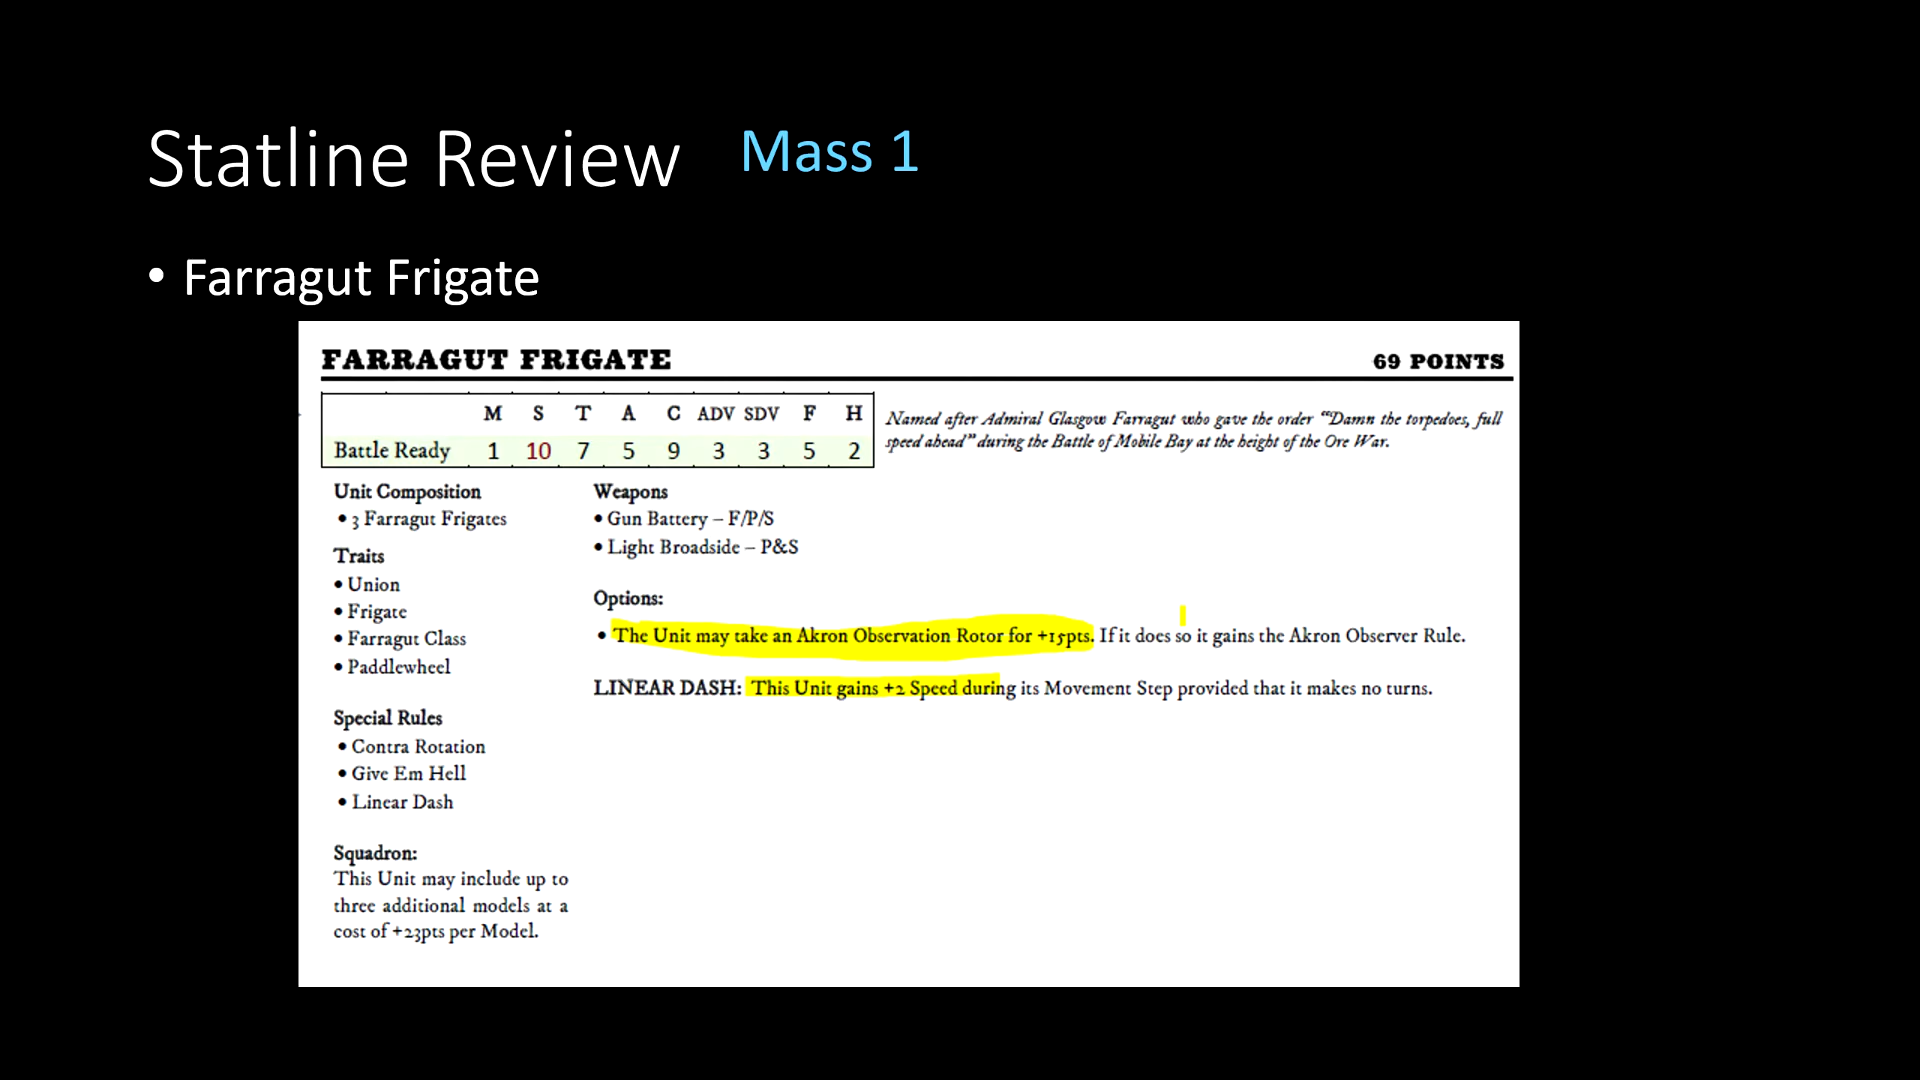 Statline Review Mass 1
• Farragut Frigate
FARRAGUT FRIGATE 69 POINTS
M S T A C ADV SDV F H
Battle Ready 1 10 7 5 9 3 3 5 2
Named after Admiral Glasgow Farragut who gave the order “Damn the torpedoes, full
speed ahead” during the Battle of Mobile Bay at the height of the Ore War.
Unit Composition
• 3 Farragut Frigates
Traits
• Union
• Frigate
• Farragut Class
• Paddlewheel
Special Rules
• Contra Rotation
• Give Em Hell
• Linear Dash
Squadron:
This Unit may include up to
three additional models at a
cost of +23pts per Model.
Weapons
• Gun Battery – F/P/S
• Light Broadside – P&S
Options:
• The Unit may take an Akron Observation Rotor for +15pts. If it does so it gains the Akron Observer Rule.
LINEAR DASH: This Unit gains +2 Speed during its Movement Step provided that it makes no turns.